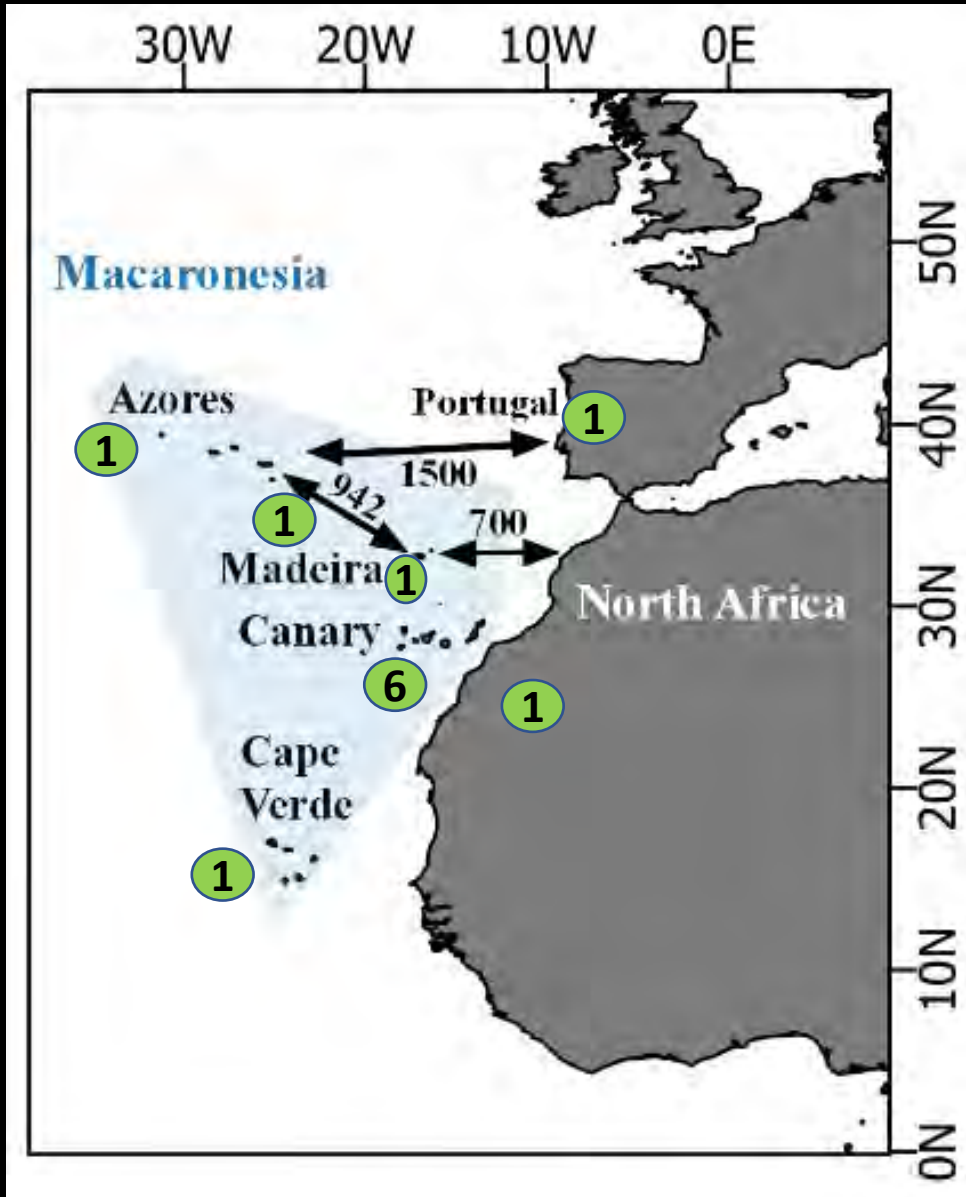 30W 20W 10W 0E
Macaronesia
50N
Azores
Portugal
1
40N
1
1500
942
1
700
Madeira
1
North Africa
30N
Canary
6
1
Cape
Verde
20N
1
10N
0N